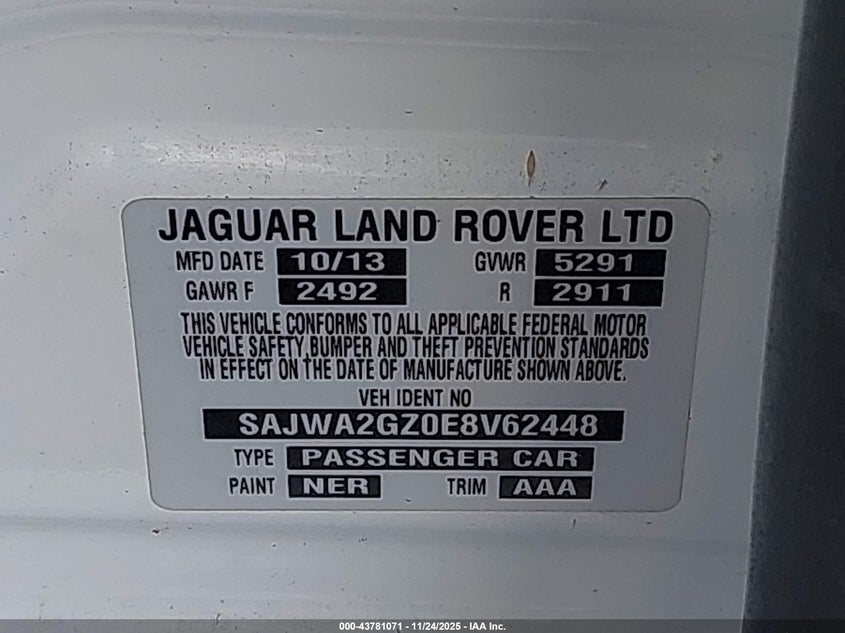 JAGUAR LAND ROVER LTD
MFD DATE 10/13 GVWR 5291
GAWR F 2492 R 2911
THIS VEHICLE CONFORMS TO ALL APPLICABLE FEDERAL MOTOR
VEHICLE SAFETY,BUMPER AND THEFT PREVENTION STANDARDS
IN EFFECT ON THE DATE OF MANUFACTURE SHOWN ABOVE.
VEH IDENT NO
SAJWA2GZ0E8V62448
TYPE PASSENGER CAR
PAINT NER TRIM AAA
000-43781071 - 11/24/2025 - IAA Inc.